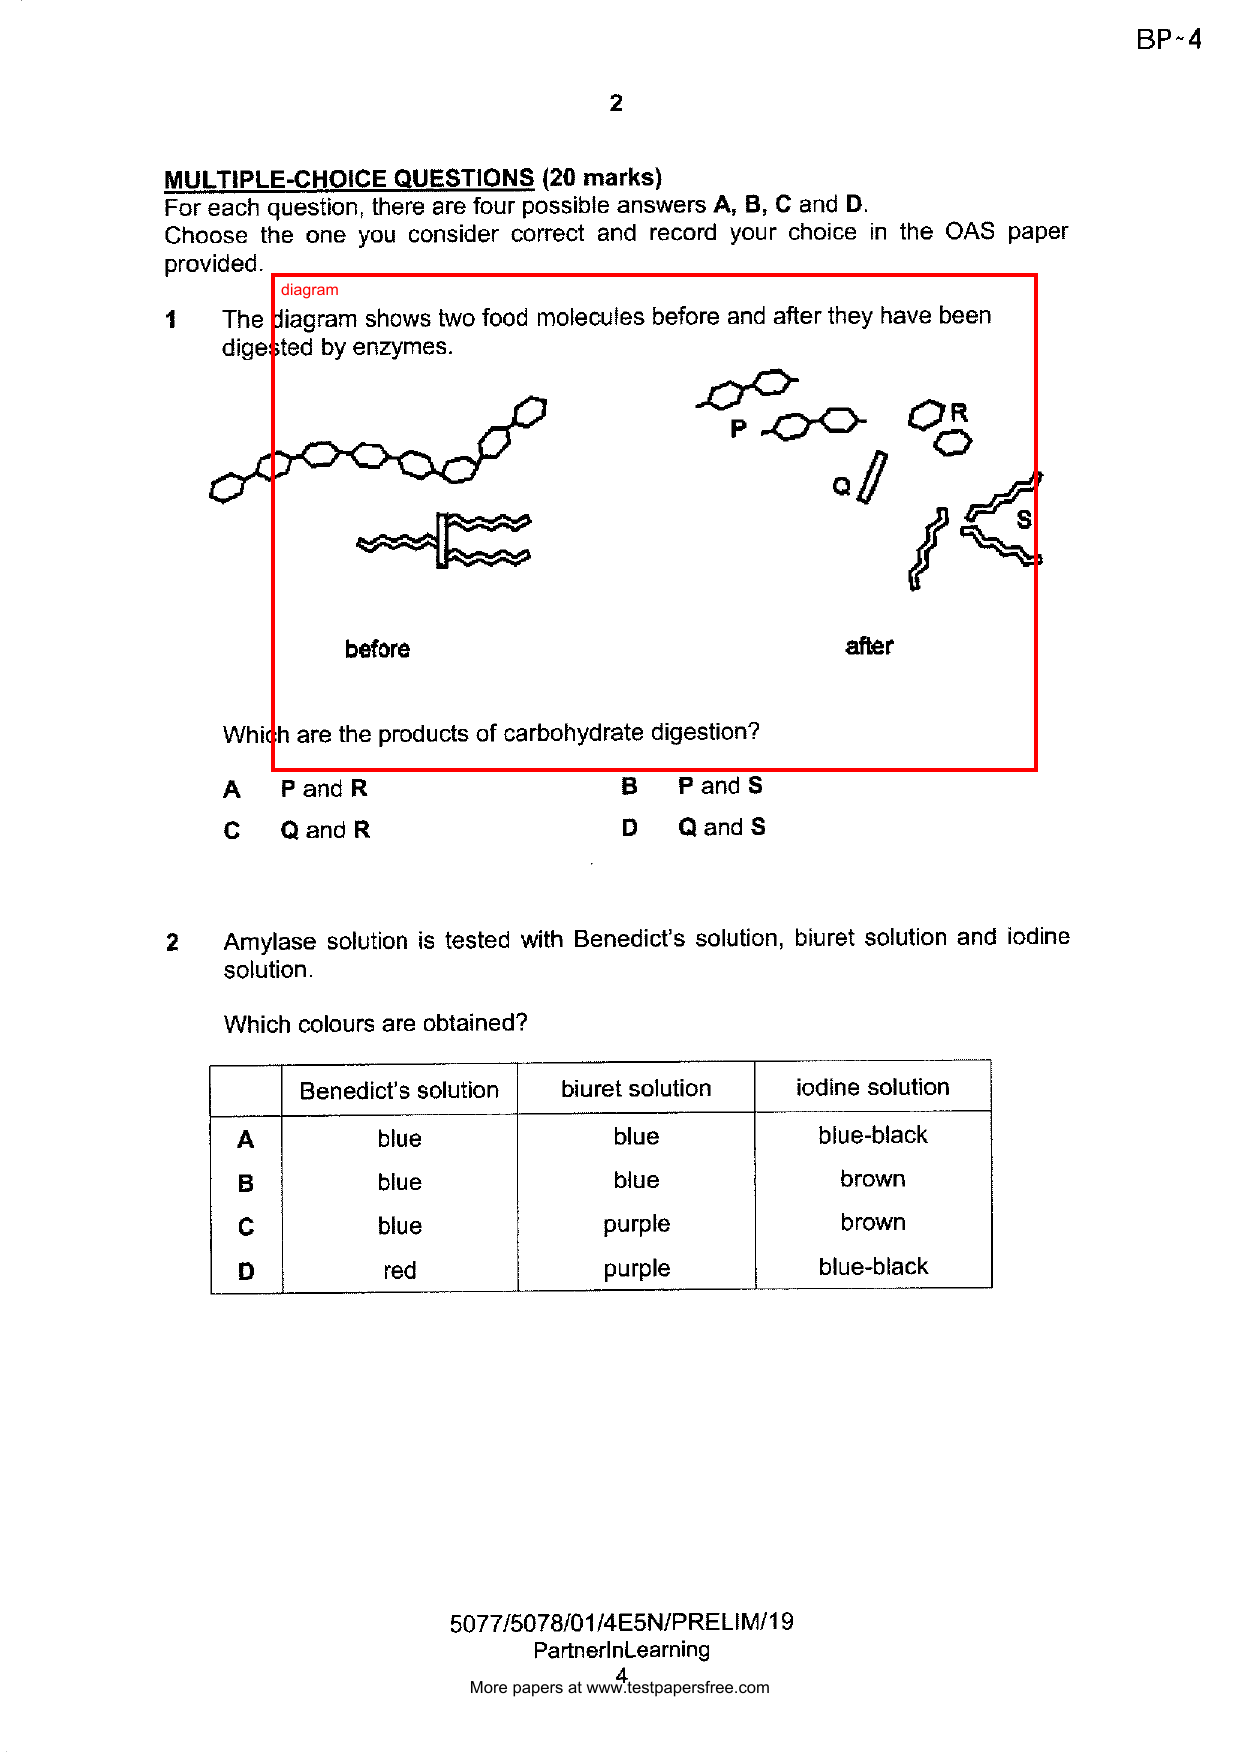 BP-4
2
MULTIPLE-CHOICE QUESTIONS (20 marks)
For each question, there are four possible answers A, B, C and D.
Choose the one you consider correct and record your choice in the OAS paper
provided.
diagram
1 The diagram shows two food molecules before and after they have been
digested by enzymes.
P R
Q
S
before after
Which are the products of carbohydrate digestion?
A P and R B P and S
C Q and R D Q and S
2 Amylase solution is tested with Benedict's solution, biuret solution and iodine
solution.
Which colours are obtained?
Benedict's solution biuret solution iodine solution
A blue blue blue-black
B blue blue brown
C blue purple brown
D red purple blue-black
5077/5078/01/4E5N/PRELIM/19
PartnerInLearning
4
More papers at www.testpapersfree.com